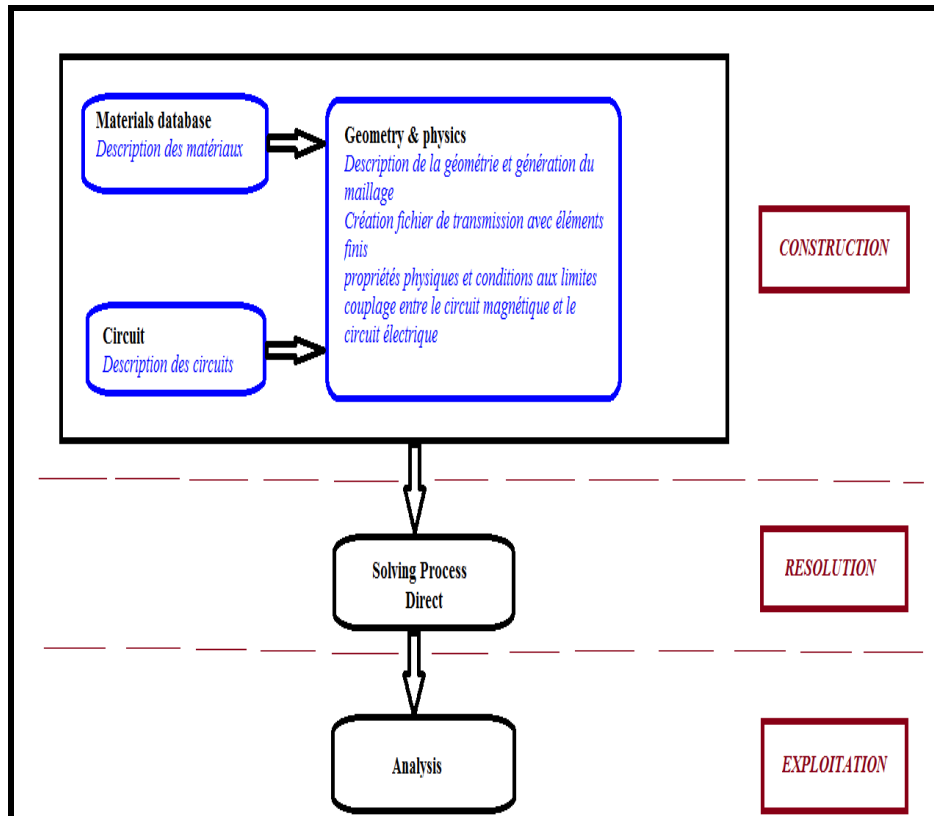 Materials database
Description des matériaux
Geometry & physics
Description de la géométrie et génération du
maillage
Création fichier de transmission avec éléments
finis
propriétés physiques et conditions aux limites
couplage entre le circuit magnétique et le
circuit électrique
Circuit
Description des circuits
CONSTRUCTION
Solving Process
Direct
RESOLUTION
Analysis
EXPLOITATION